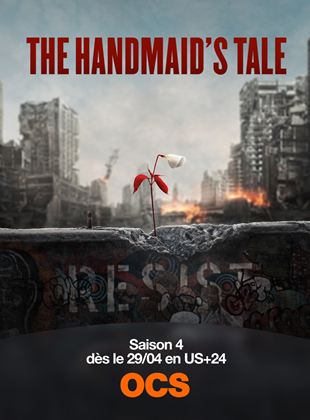 THE HANDMAID'S TALE
RESIST
Saison 4
dès le 29/04 en US+24
OCS